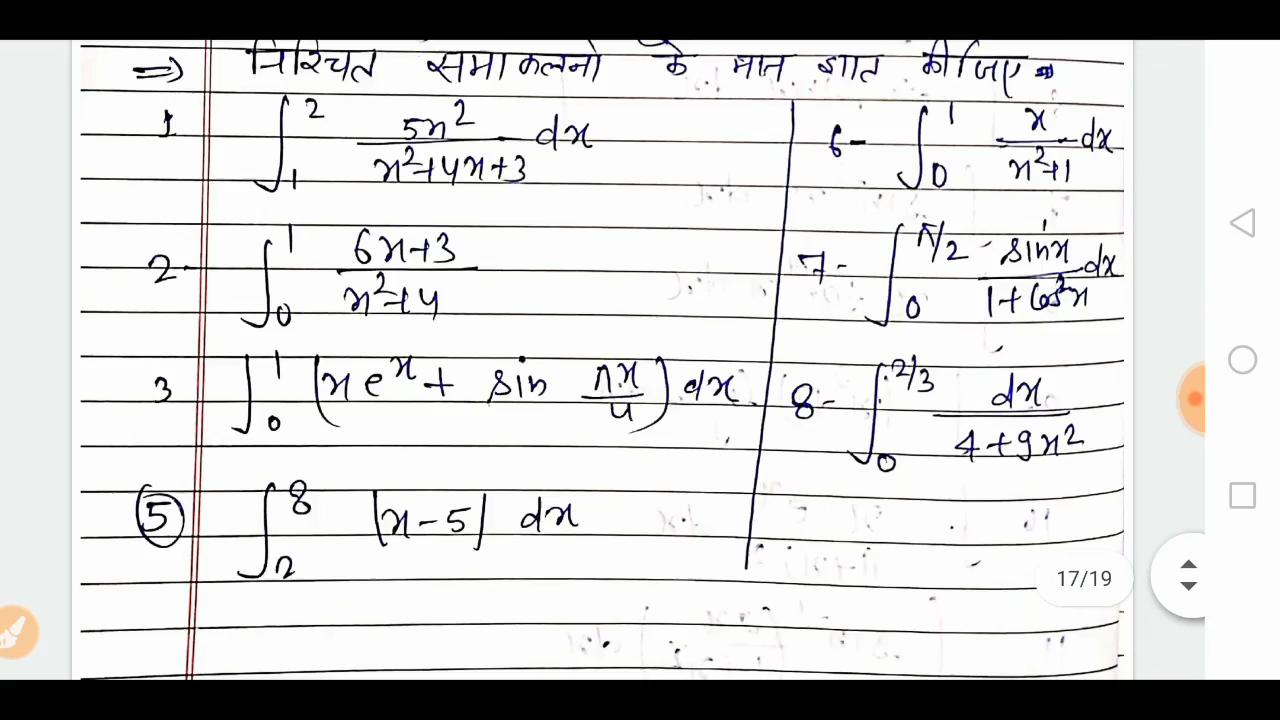 ⇒ निश्चित समाकलनो के मान ज्ञात कीजिए ⇒
1 ∫₁² 5x²/(x²+4x+3) dx
2- ∫₀¹ (6x+3)/(x²+4)
3 ∫₀¹ (x eˣ + sin πx/4) dx
⑤ ∫₂⁸ |x-5| dx
6- ∫₀¹ x/(x²+1) dx
7- ∫₀^π/2 sinx/(1+cos²x) dx
8- ∫₀^2/3 dx/(4+9x²)
17/19